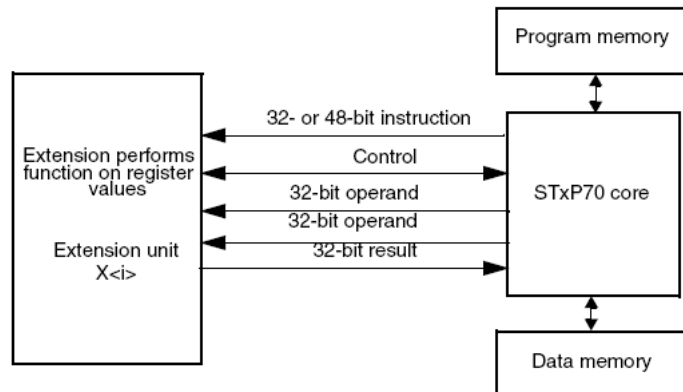 Program memory
32- or 48-bit instruction
Extension performs
function on register
values
Control
STxP70 core
32-bit operand
32-bit operand
Extension unit
X<i>
32-bit result
Data memory